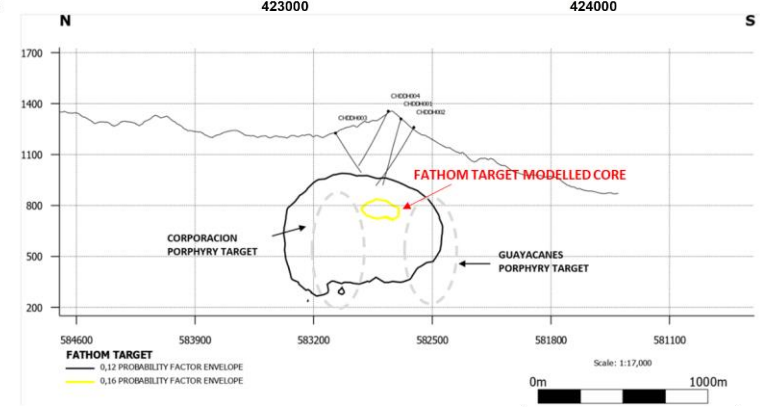 423000 424000
N S
1700
CHDDH004
1400
CHDDH001
CHDDH003
CHDDH002
1100
FATHOM TARGET MODELLED CORE
800
CORPORACION
PORPHYRY TARGET
500
GUAYACANES
PORPHYRY TARGET
200
584600 583900 583200 582500 581800 581100
FATHOM TARGET
0,12 PROBABILITY FACTOR ENVELOPE
0,16 PROBABILITY FACTOR ENVELOPE
Scale: 1:17,000
0m 1000m